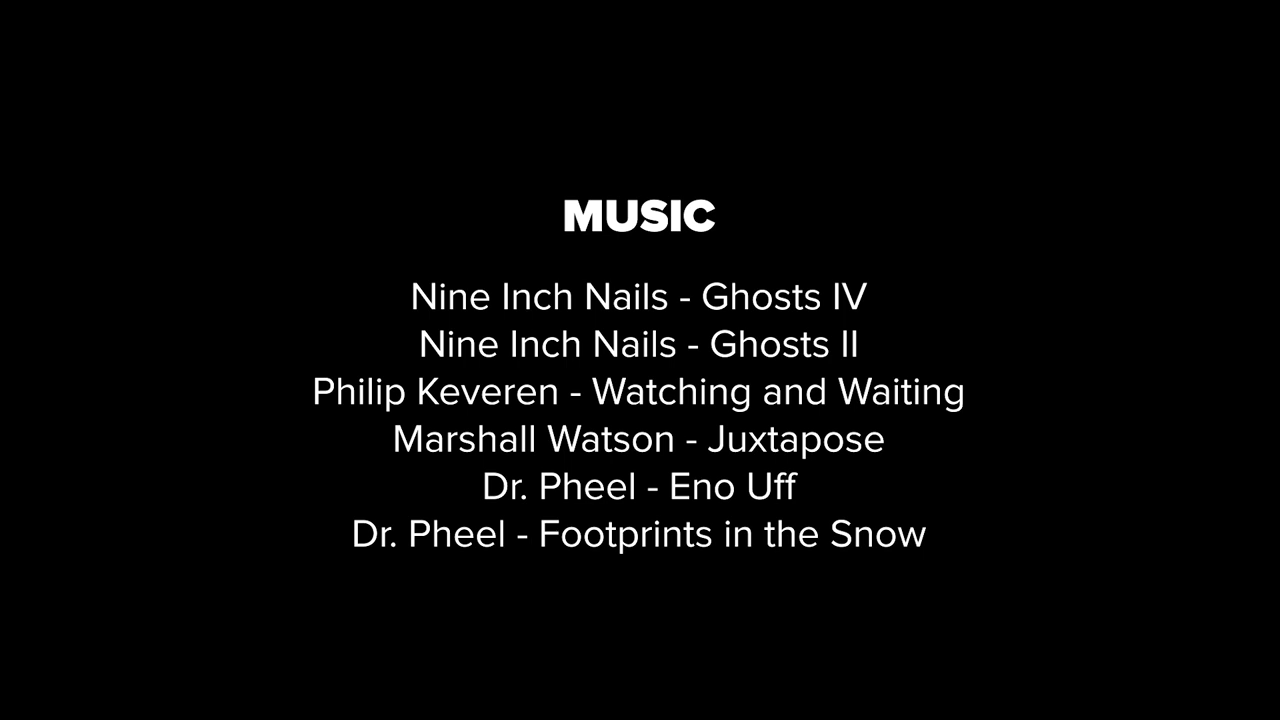 MUSIC
Nine Inch Nails - Ghosts IV
Nine Inch Nails - Ghosts II
Philip Keveren - Watching and Waiting
Marshall Watson - Juxtapose
Dr. Pheel - Eno Uff
Dr. Pheel - Footprints in the Snow